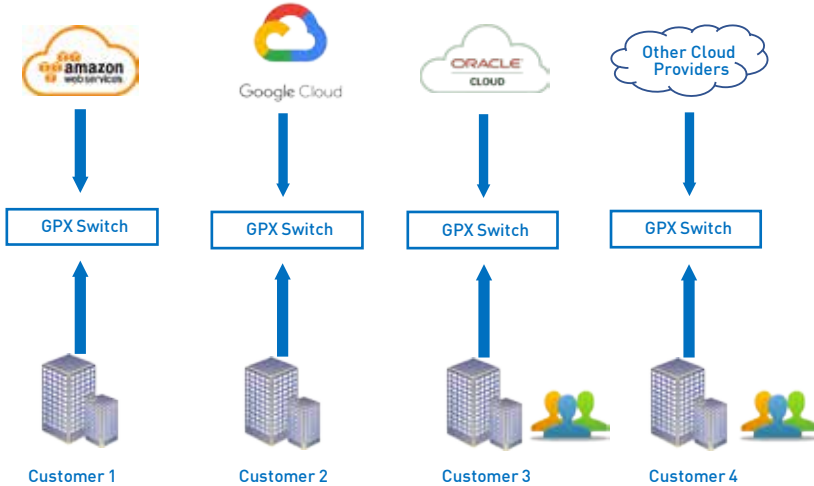 amazon
web services
Google Cloud
ORACLE
CLOUD
Other Cloud
Providers
GPX Switch
GPX Switch
GPX Switch
GPX Switch
Customer 1
Customer 2
Customer 3
Customer 4